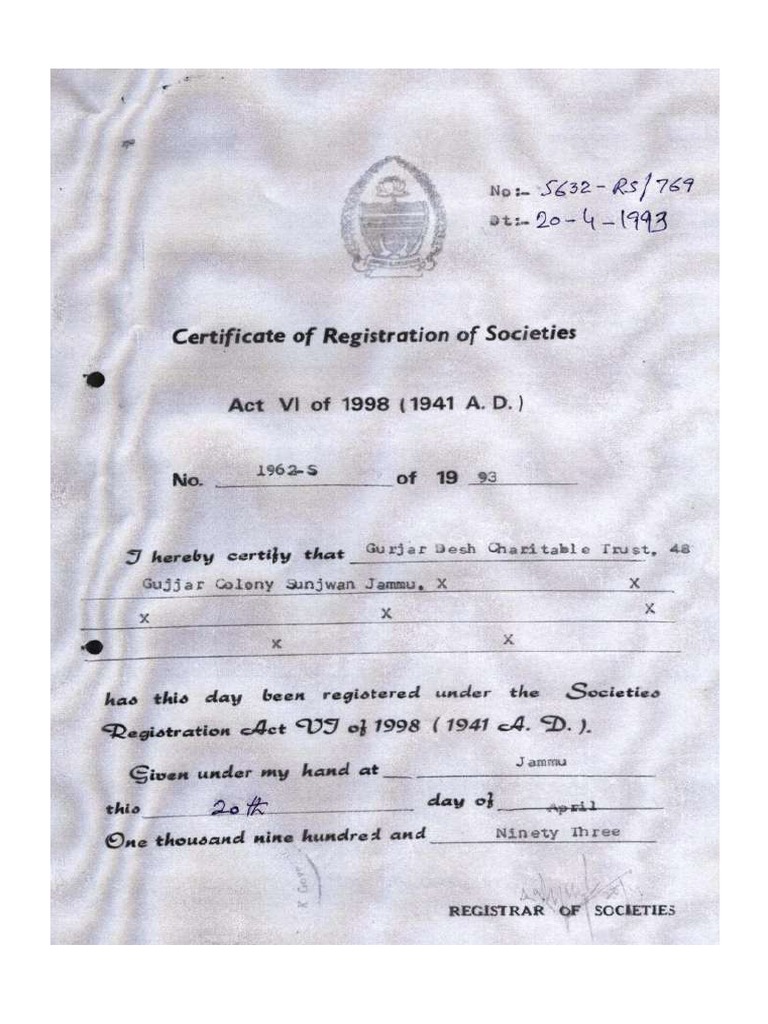 No:- 5632-RS/769
Dt:- 20-4-1993
Certificate of Registration of Societies
Act VI of 1998 (1941 A.D.)
No. 1962-S of 19 93
I hereby certify that Gurjar Desh Charitable Trust, 48
Gujjar Colony Sunjwan Jammu. X X
X X X
X X
has this day been registered under the Societies
Registration Act VI of 1998 (1941 A.D.).
Given under my hand at Jammu
this 20th day of April
One thousand nine hundred and Ninety Three
REGISTRAR OF SOCIETIES